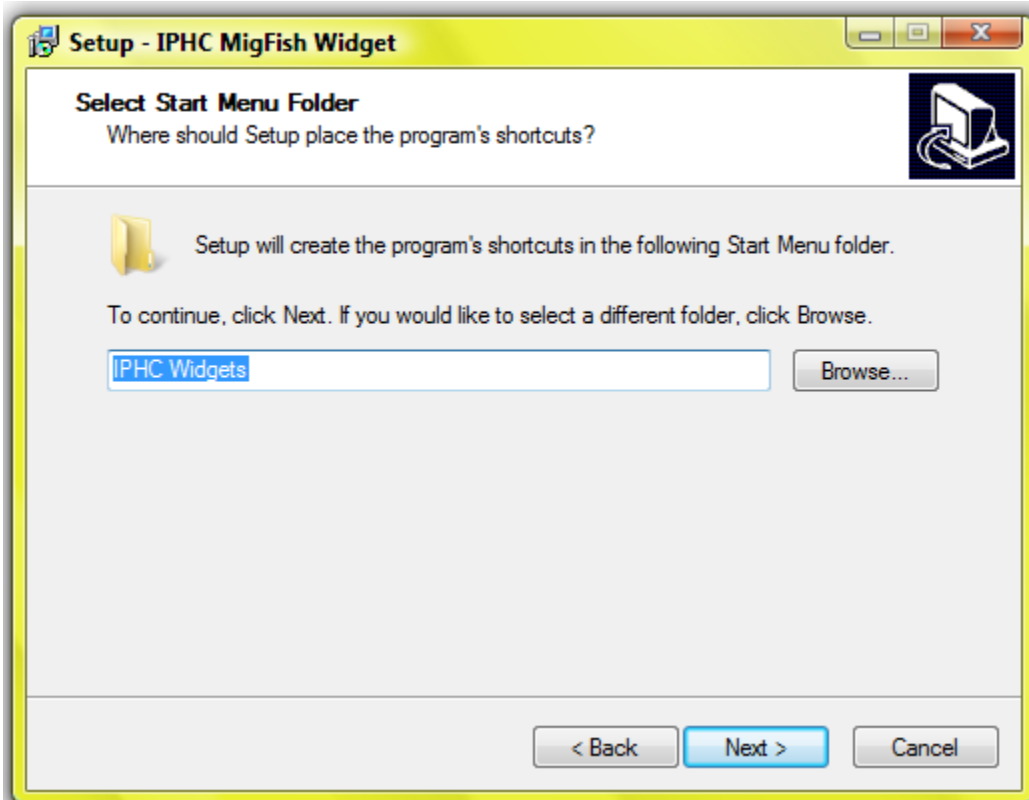 Setup - IPHC MigFish Widget
Select Start Menu Folder
Where should Setup place the program's shortcuts?
Setup will create the program's shortcuts in the following Start Menu folder.
To continue, click Next. If you would like to select a different folder, click Browse.
IPHC Widgets
Browse...
< Back
Next >
Cancel